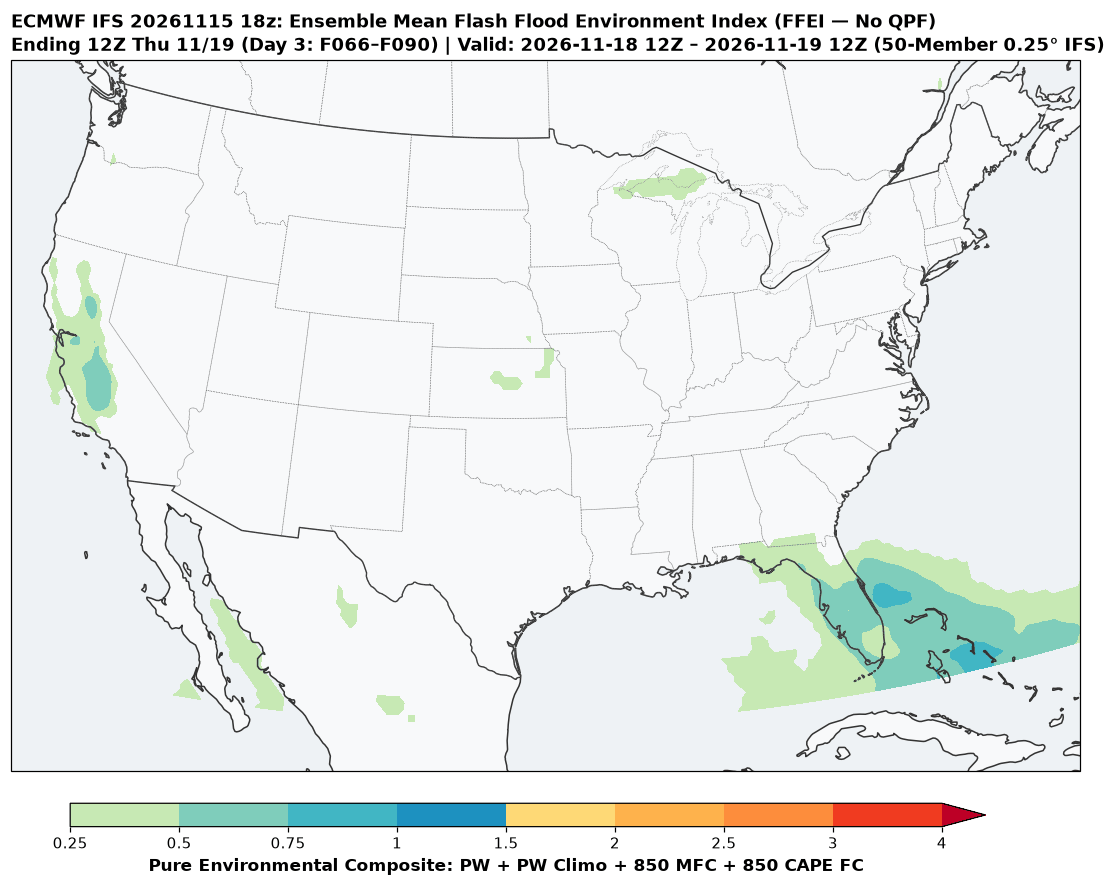 ECMWF IFS 20261115 18z: Ensemble Mean Flash Flood Environment Index (FFEI — No QPF)
Ending 12Z Thu 11/19 (Day 3: F066–F090) | Valid: 2026-11-18 12Z – 2026-11-19 12Z (50-Member 0.25° IFS)
0.25 0.5 0.75 1 1.5 2 2.5 3 4
Pure Environmental Composite: PW + PW Climo + 850 MFC + 850 CAPE FC